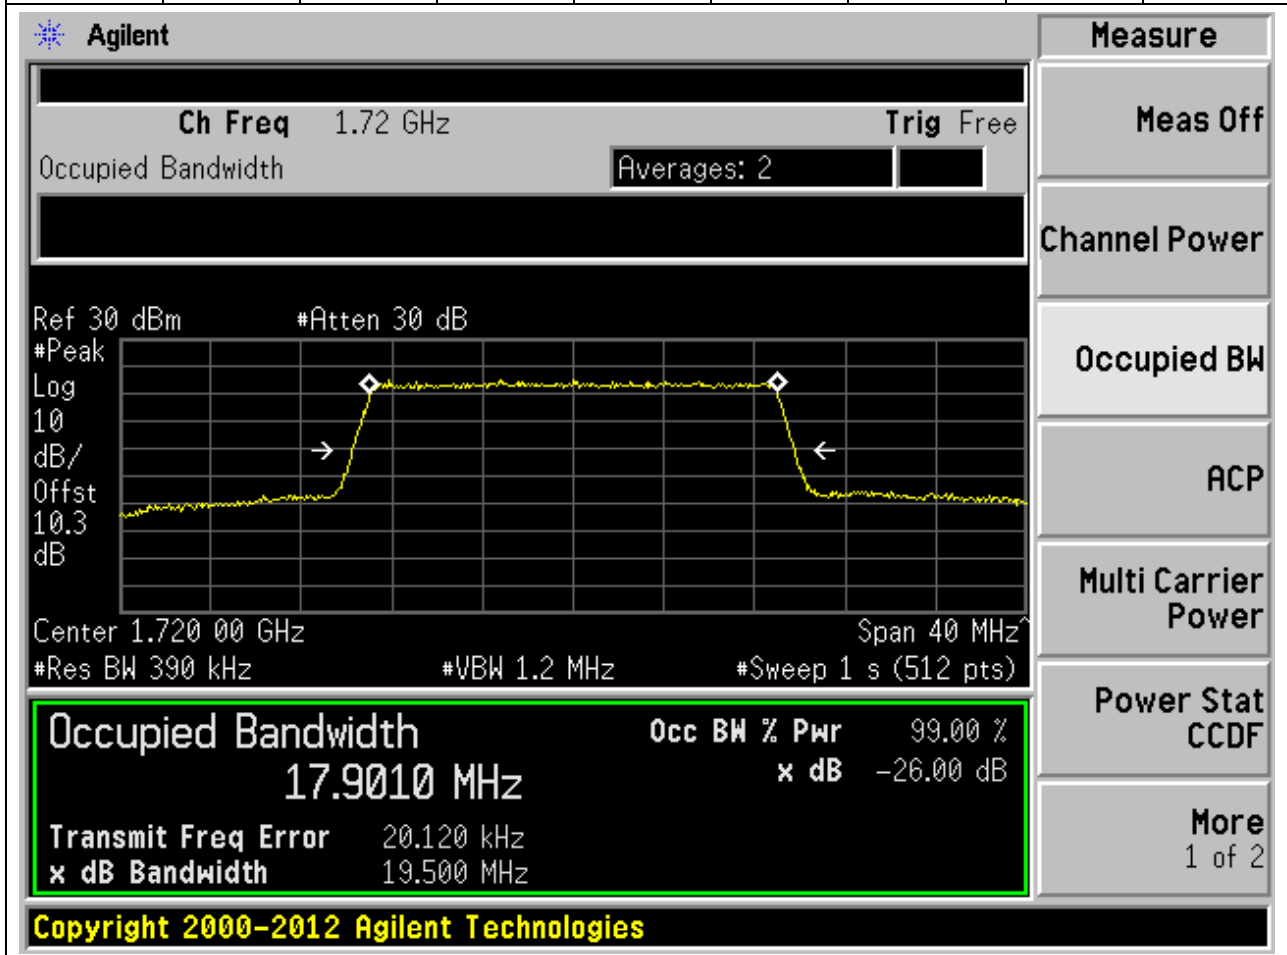 Agilent
Measure
Ch Freq 1.72 GHz Trig Free
Meas Off
Occupied Bandwidth Averages: 2
Channel Power
Ref 30 dBm #Atten 30 dB
#Peak
Log
10
dB/
Offst
10.3
dB
Occupied BW
ACP
Center 1.720 00 GHz Span 40 MHz^
#Res BW 390 kHz #VBW 1.2 MHz #Sweep 1 s (512 pts)
Multi Carrier
Power
Occupied Bandwidth Occ BW % Pwr 99.00 %
17.9010 MHz x dB -26.00 dB
Transmit Freq Error 20.120 kHz
x dB Bandwidth 19.500 MHz
Power Stat
CCDF
More
1 of 2
Copyright 2000-2012 Agilent Technologies